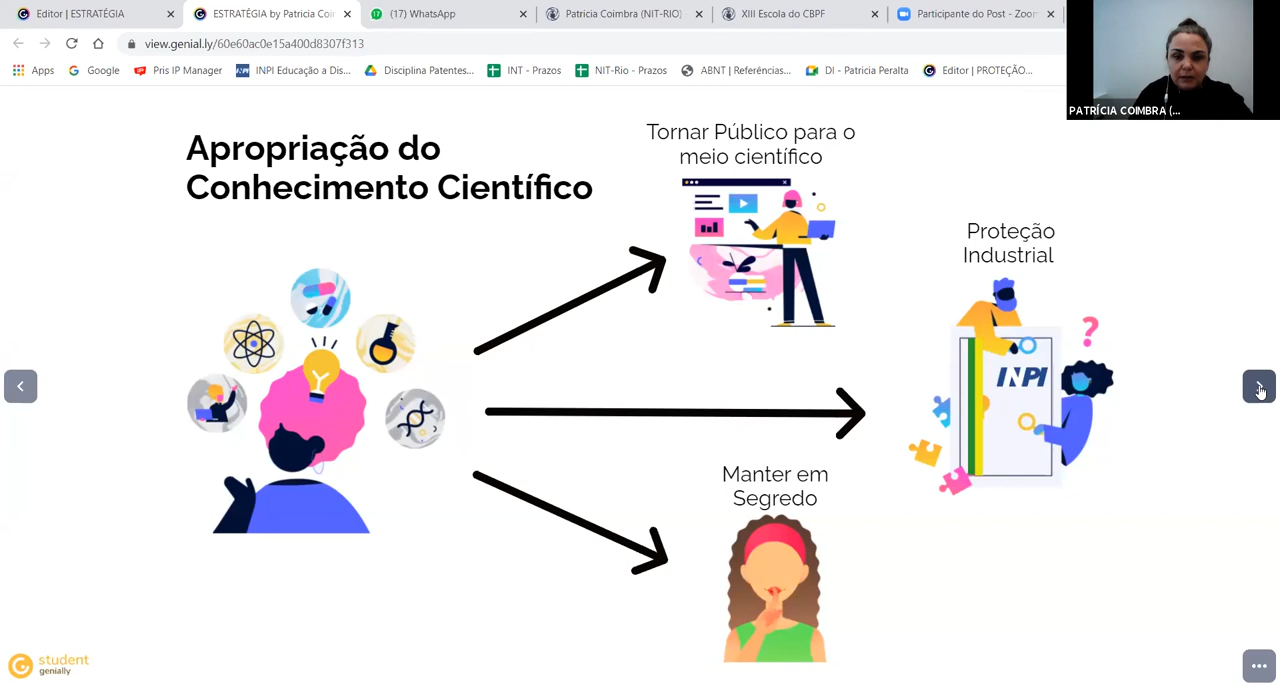 Editor | ESTRATÉGIA
ESTRATÉGIA by Patricia Coim
(17) WhatsApp
Patricia Coimbra (NIT-RIO)
XIII Escola do CBPF
Participante do Post - Zoom
view.genial.ly/60e60ac0e15a400d8307f313
Apps
Google
Pris IP Manager
INPI Educação a Dis...
Disciplina Patentes...
INT - Prazos
NIT-Rio - Prazos
ABNT | Referências...
DI - Patricia Peralta
Editor | PROTEÇÃO...
PATRÍCIA COIMBRA (...
Apropriação do
Conhecimento Científico
Tornar Público para o
meio científico
Proteção
Industrial
INPI
Manter em
Segredo
student
genially